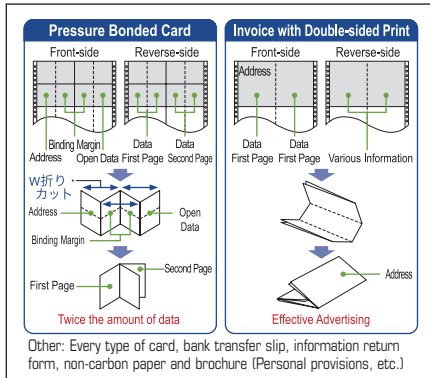 Pressure Bonded Card
Front-side Reverse-side
Binding Margin
Address Open Data
Data
First Page
Data
Second Page
W折り・
カット
Address
Open
Data
Binding Margin
Second Page
First Page
Twice the amount of data
Invoice with Double-sided Print
Front-side Reverse-side
Address
Data
First Page
Data
First Page
Various Information
Address
Effective Advertising
Other: Every type of card, bank transfer slip, information return
form, non-carbon paper and brochure (Personal provisions, etc.)